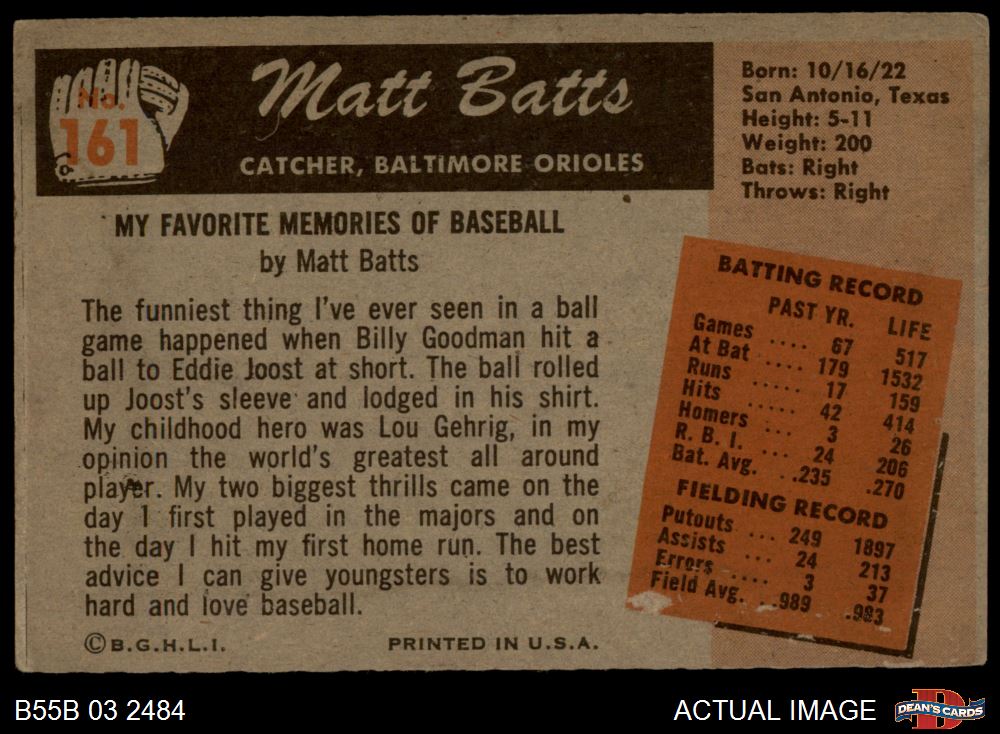 No.
161
Matt Batts
CATCHER, BALTIMORE ORIOLES
Born: 10/16/22
San Antonio, Texas
Height: 5-11
Weight: 200
Bats: Right
Throws: Right
MY FAVORITE MEMORIES OF BASEBALL
by Matt Batts
The funniest thing I've ever seen in a ball
game happened when Billy Goodman hit a
ball to Eddie Joost at short. The ball rolled
up Joost's sleeve and lodged in his shirt.
My childhood hero was Lou Gehrig, in my
opinion the world's greatest all around
player. My two biggest thrills came on the
day I first played in the majors and on
the day I hit my first home run. The best
advice I can give youngsters is to work
hard and love baseball.
©B.G.H.L.I. PRINTED IN U.S.A.
BATTING RECORD
PAST YR. LIFE
Games .... 67 517
At Bat .... 179 1532
Runs ..... 17 159
Hits ..... 42 414
Homers ... 3 26
R. B. I. ... 24 206
Bat. Avg. .235 .270
FIELDING RECORD
Putouts ... 249 1897
Assists ... 24 213
Errors .... 3 37
Field Avg. .989 .983
B55B 03 2484 ACTUAL IMAGE DEAN'S CARDS